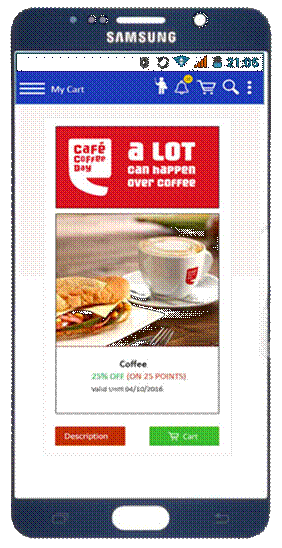 SAMSUNG
21:05
My Cart
Café
Coffee
Day
a LOT
can happen
over coffee
Coffee
25% OFF (ON 25 POINTS)
Valid Until 04/10/2016
Description
Cart